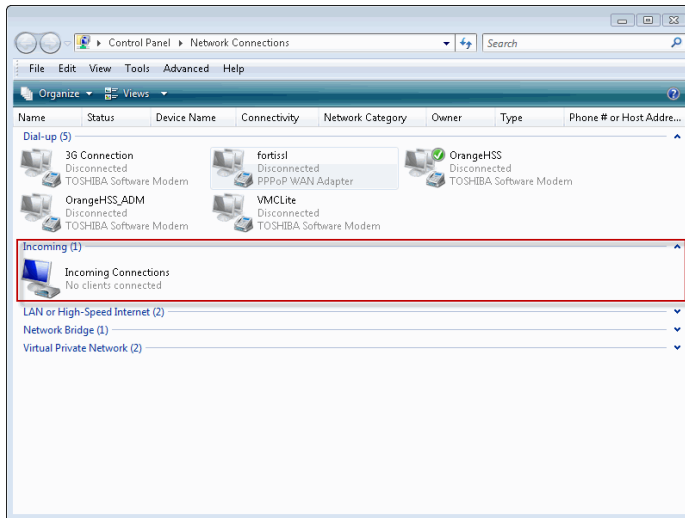 Control Panel Network Connections Search
File Edit View Tools Advanced Help
Organize Views
Name Status Device Name Connectivity Network Category Owner Type Phone # or Host Addre...
Dial-up (5)
3G Connection
Disconnected
TOSHIBA Software Modem
fortissl
Disconnected
PPPoP WAN Adapter
OrangeHSS
Disconnected
TOSHIBA Software Modem
OrangeHSS_ADM
Disconnected
TOSHIBA Software Modem
VMCLite
Disconnected
TOSHIBA Software Modem
Incoming (1)
Incoming Connections
No clients connected
LAN or High-Speed Internet (2)
Network Bridge (1)
Virtual Private Network (2)